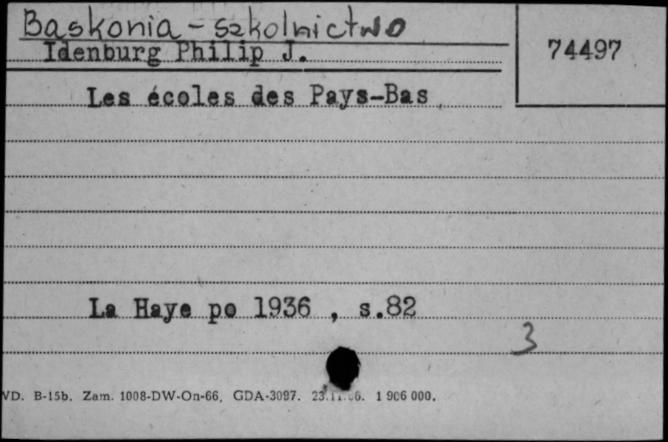 Baskonia - szkolnictwo
Idenburg Philip J.
74497
Les écoles des Pays-Bas
La Haye po 1936 , s.82
3
VD. B-15b. Zam. 1008-DW-On-66, GDA-3097. 1 906 000.